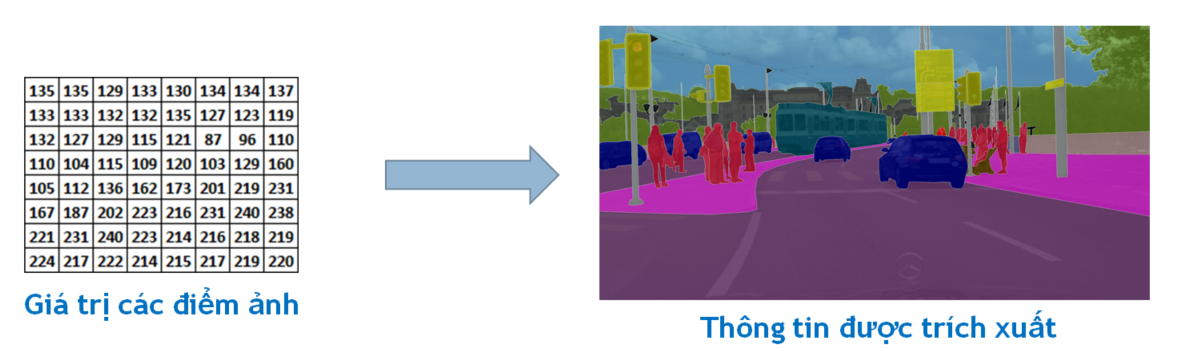 135 135 129 133 130 134 134 137
133 133 132 132 135 127 123 119
132 127 129 115 121 87 96 110
110 104 115 109 120 103 129 160
105 112 136 162 173 201 219 231
167 187 202 223 216 231 240 238
221 231 240 223 214 216 218 219
224 217 222 214 215 217 219 220
Giá trị các điểm ảnh
Thông tin được trích xuất